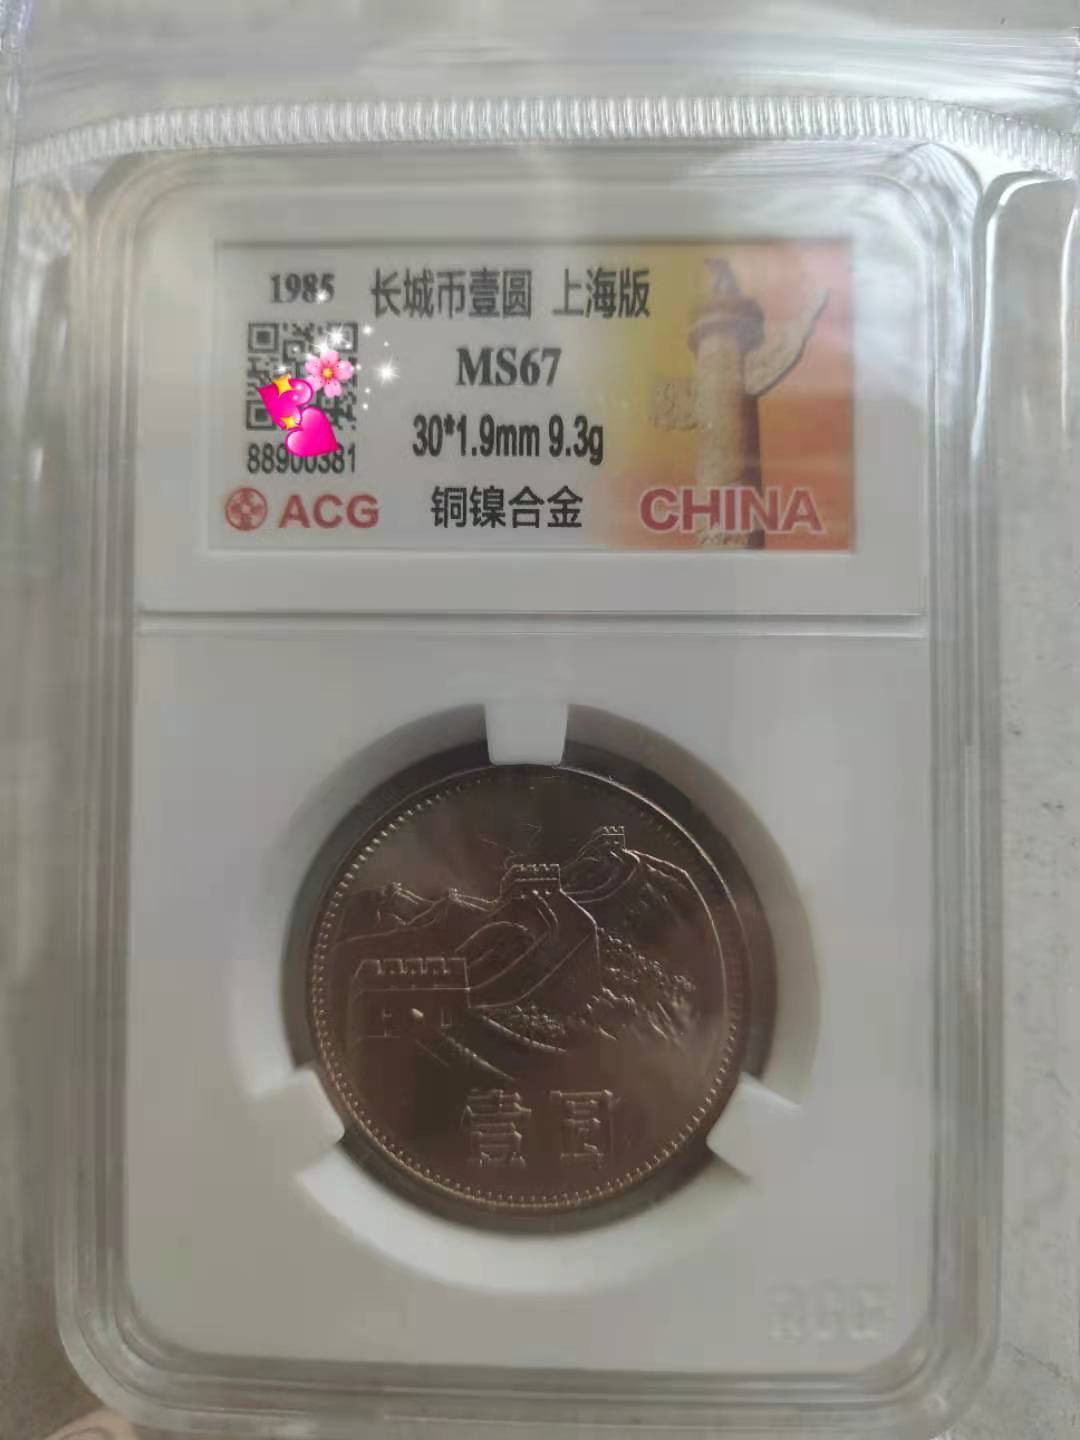 1985 长城币壹圆 上海版
MS67
30*1.9mm 9.3g
88900381
ACG 铜镍合金 CHINA
壹圆